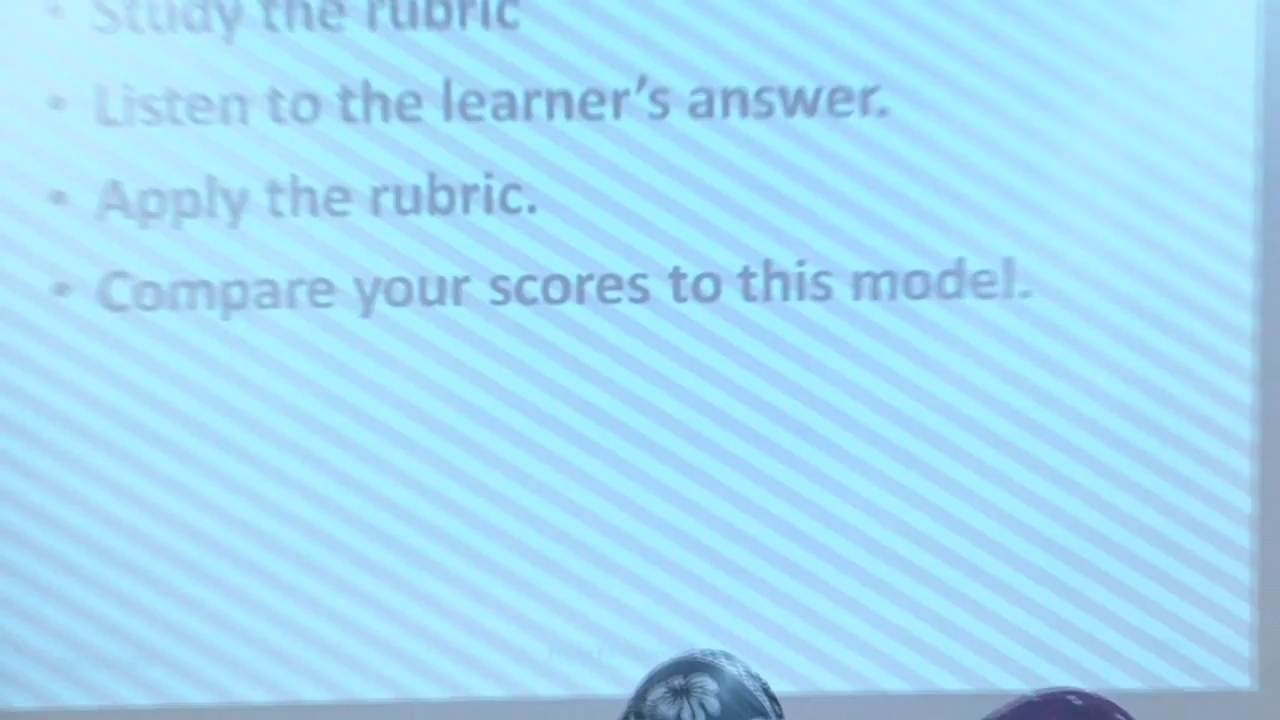 • Study the rubric
• Listen to the learner’s answer.
• Apply the rubric.
• Compare your scores to this model.